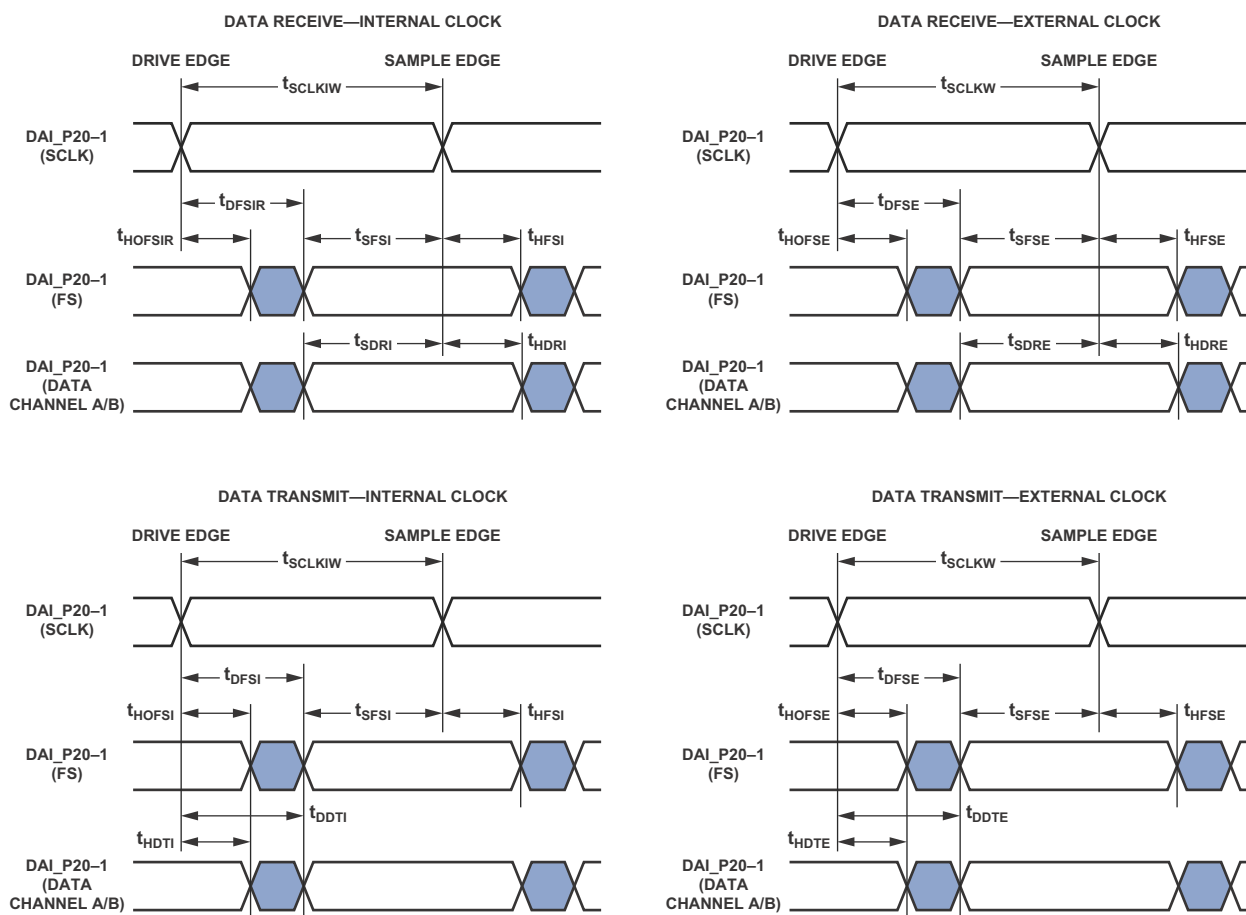 DATA RECEIVE—INTERNAL CLOCK
DRIVE EDGE
SAMPLE EDGE
tSCLKIW
DAI_P20–1
(SCLK)
tDFSIR
tHOFSIR
tSFSI
tHFSI
DAI_P20–1
(FS)
tSDRI
tHDRI
DAI_P20–1
(DATA
CHANNEL A/B)
DATA RECEIVE—EXTERNAL CLOCK
DRIVE EDGE
SAMPLE EDGE
tSCLKW
DAI_P20–1
(SCLK)
tDFSE
tHOFSE
tSFSE
tHFSE
DAI_P20–1
(FS)
tSDRE
tHDRE
DAI_P20–1
(DATA
CHANNEL A/B)
DATA TRANSMIT—INTERNAL CLOCK
DRIVE EDGE
SAMPLE EDGE
tSCLKIW
DAI_P20–1
(SCLK)
tDFSI
tHOFSI
tSFSI
tHFSI
DAI_P20–1
(FS)
tDDTI
tHDTI
DAI_P20–1
(DATA
CHANNEL A/B)
DATA TRANSMIT—EXTERNAL CLOCK
DRIVE EDGE
SAMPLE EDGE
tSCLKW
DAI_P20–1
(SCLK)
tDFSE
tHOFSE
tSFSE
tHFSE
DAI_P20–1
(FS)
tDDTE
tHDTE
DAI_P20–1
(DATA
CHANNEL A/B)